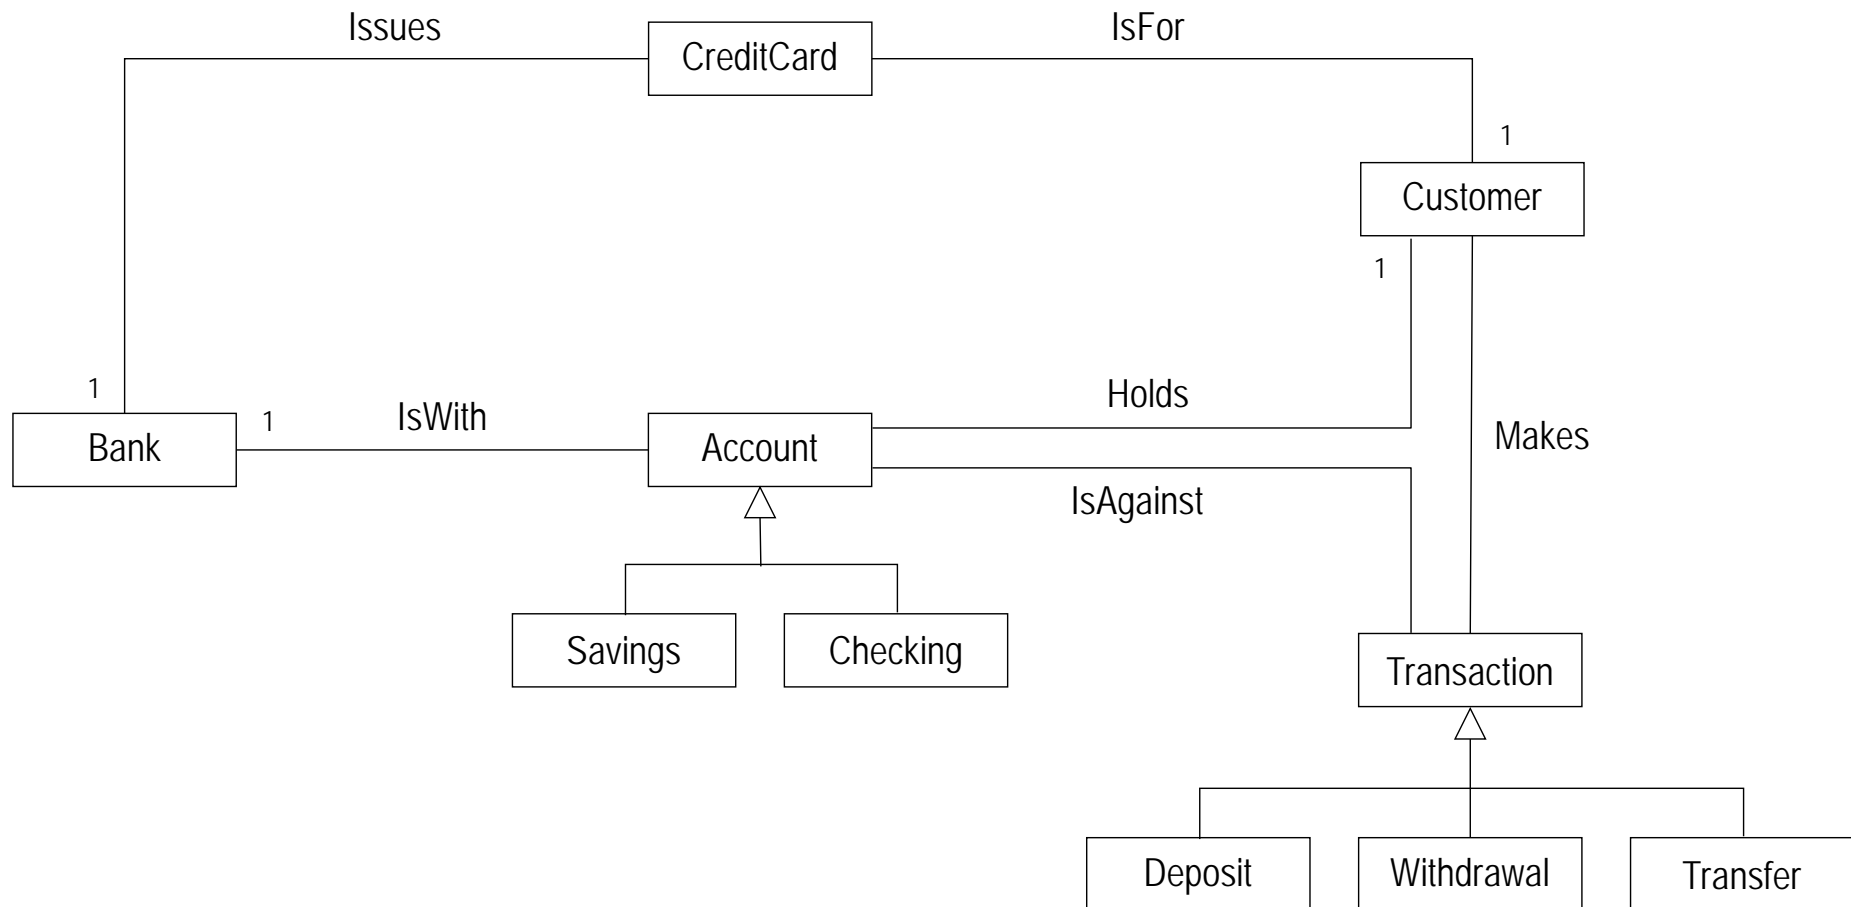 Issues
IsFor
CreditCard
1
Customer
1
1
1
IsWith
Holds
Bank
Account
Makes
IsAgainst
Savings
Checking
Transaction
Deposit
Withdrawal
Transfer